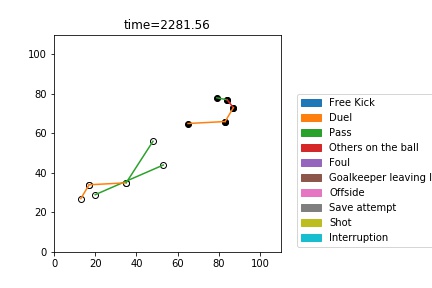 time=2281.56
100
80
60
40
20
0
0 20 40 60 80 100
Free Kick
Duel
Pass
Others on the ball
Foul
Goalkeeper leaving l
Offside
Save attempt
Shot
Interruption